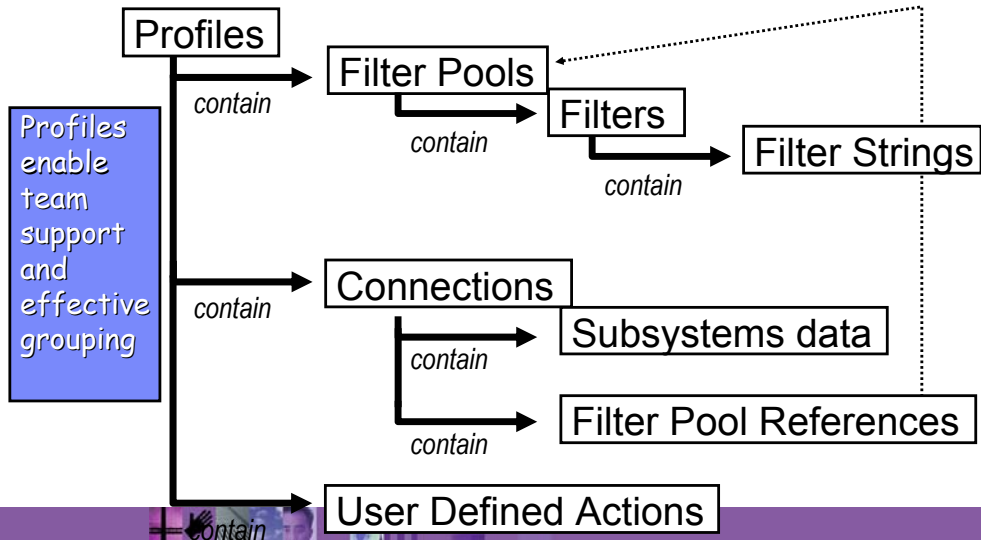 Profiles
Filter Pools
contain
Filters
contain
Filter Strings
contain
Profiles
enable
team
support
and
effective
grouping
Connections
contain
Subsystems data
contain
Filter Pool References
contain
User Defined Actions
contain